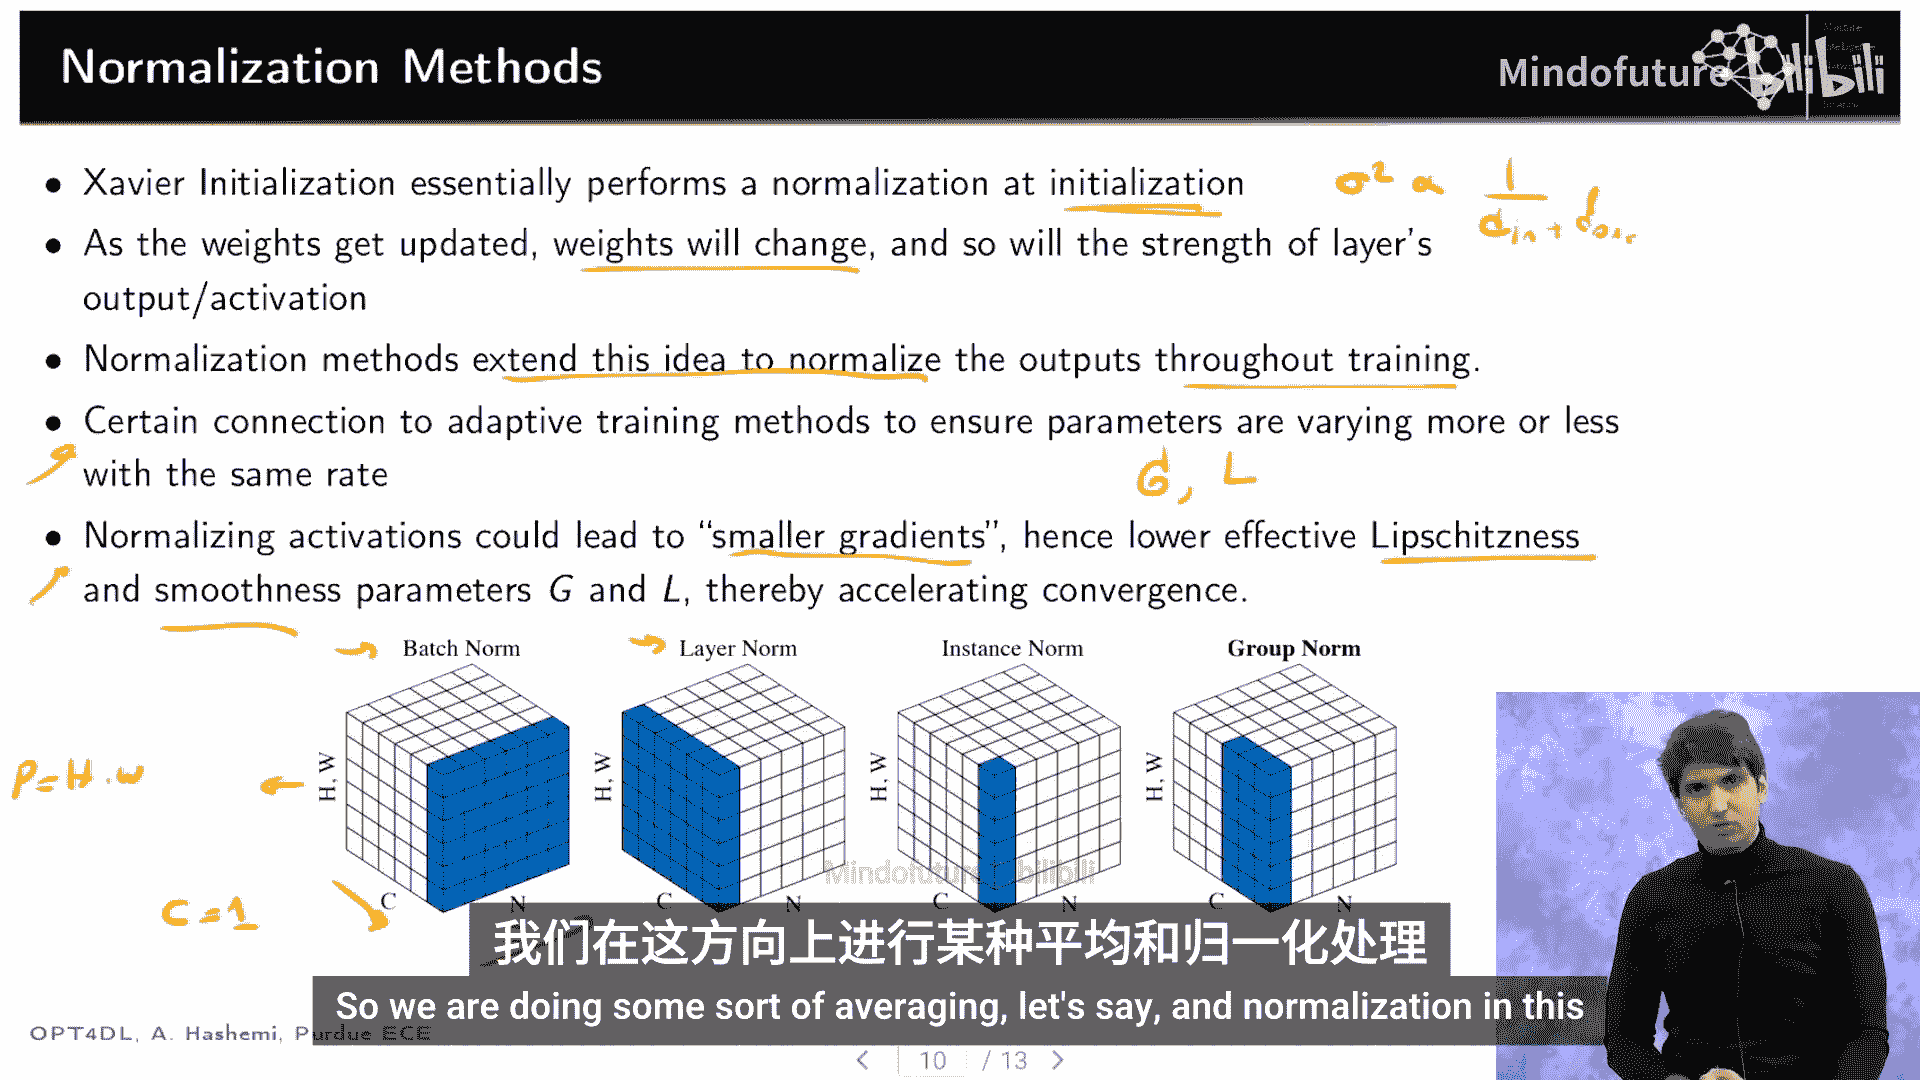 Normalization Methods
Mindofuture
bilibili
• Xavier Initialization essentially performs a normalization at initialization
σ² α 1
d_in + d_out
• As the weights get updated, weights will change, and so will the strength of layer's
output/activation
• Normalization methods extend this idea to normalize the outputs throughout training.
• Certain connection to adaptive training methods to ensure parameters are varying more or less
with the same rate
G, L
• Normalizing activations could lead to “smaller gradients”, hence lower effective Lipschitzness
and smoothness parameters G and L, thereby accelerating convergence.
Batch Norm
Layer Norm
Instance Norm
Group Norm
H, W
H, W
H, W
H, W
P=H.W
C=1
C
N
C
N
C
N
C
N
Mindofuture bilibili
我们在这方向上进行某种平均和归一化处理
So we are doing some sort of averaging, let's say, and normalization in this
OPT4DL, A. Hashemi, Purdue ECE
10 / 13